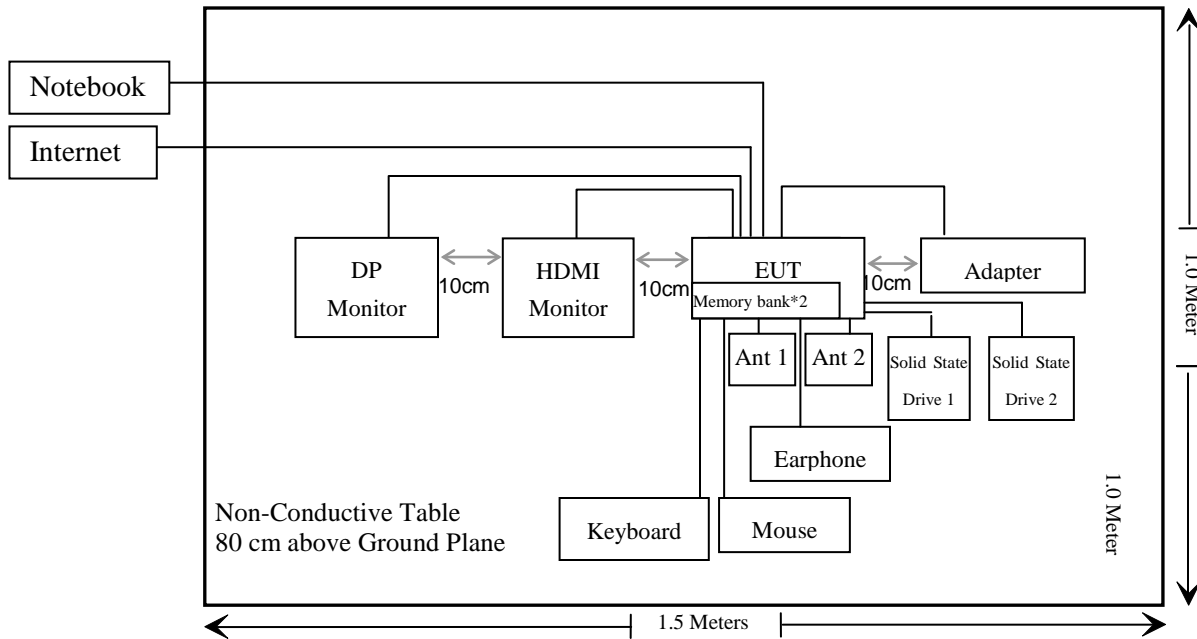 Notebook
Internet
DP
Monitor
10cm
HDMI
Monitor
10cm
EUT
Memory bank*2
10cm
Adapter
Ant 1
Ant 2
Solid State
Drive 1
Solid State
Drive 2
Earphone
Keyboard
Mouse
Non-Conductive Table
80 cm above Ground Plane
1.0 Meter
1.0 Meter
1.5 Meters